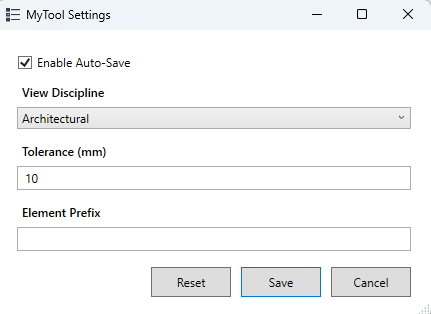 MyTool Settings
Enable Auto-Save
View Discipline
Architectural
Tolerance (mm)
10
Element Prefix
Reset Save Cancel